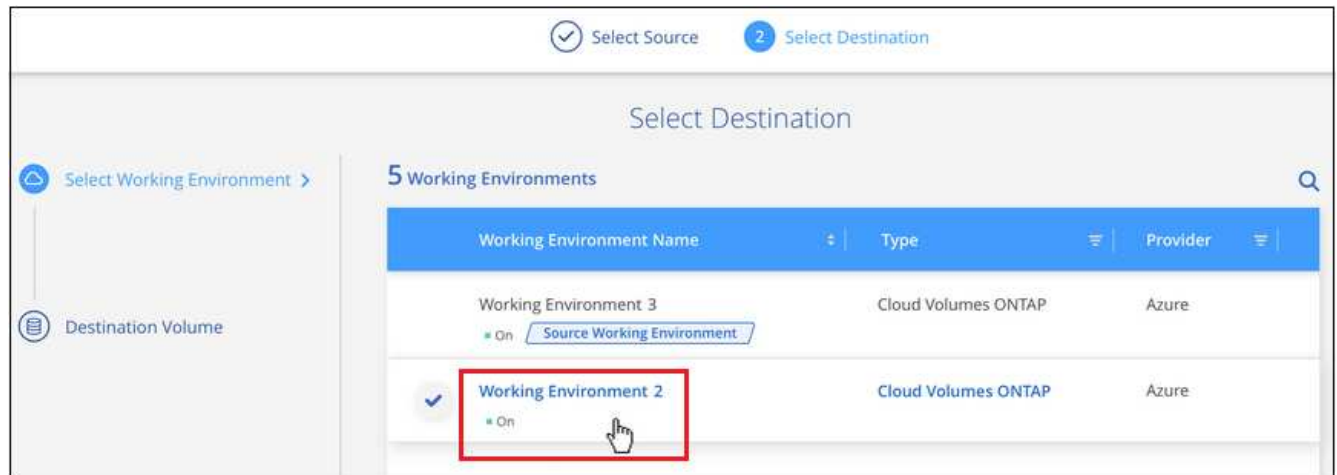 Select Source 2 Select Destination
Select Destination
Select Working Environment >
5 Working Environments
Working Environment Name Type Provider
Working Environment 3 Cloud Volumes ONTAP Azure
On Source Working Environment
Destination Volume
Working Environment 2 Cloud Volumes ONTAP Azure
On